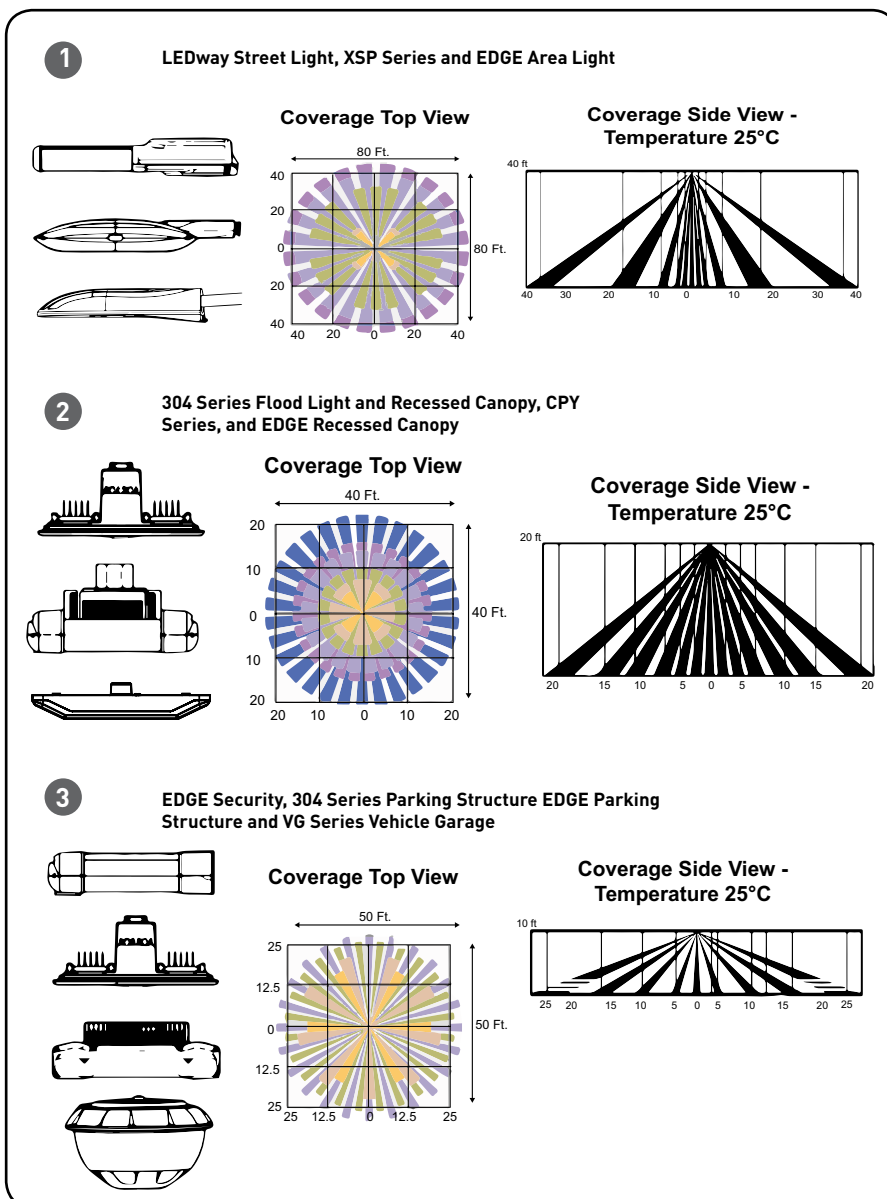 1
LEDway Street Light, XSP Series and EDGE Area Light
Coverage Top View
80 Ft.
40
20
0
20
40
40 20 0 20 40
80 Ft.
Coverage Side View -
Temperature 25°C
40 ft
40 30 20 10 0 10 20 30 40
2
304 Series Flood Light and Recessed Canopy, CPY
Series, and EDGE Recessed Canopy
Coverage Top View
40 Ft.
20
10
0
10
20
20 10 0 10 20
40 Ft.
Coverage Side View -
Temperature 25°C
20 ft
20 15 10 5 0 5 10 15 20
3
EDGE Security, 304 Series Parking Structure EDGE Parking
Structure and VG Series Vehicle Garage
Coverage Top View
50 Ft.
25
12.5
0
12.5
25
25 12.5 0 12.5 25
50 Ft.
Coverage Side View -
Temperature 25°C
10 ft
25 20 15 10 5 0 5 10 15 20 25